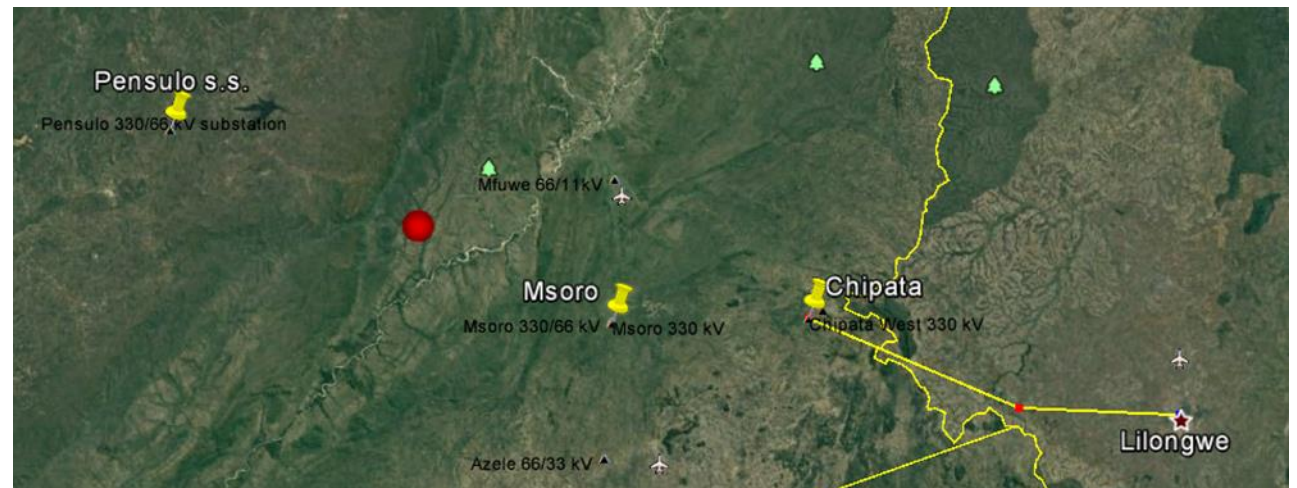 Pensulo s.s.
Pensulo 330/66 kV substation
Mfuwe 66/11kV
Msoro
Chipata
Msoro 330/66 kV
Msoro 330 kV
Chipata West 330 kV
Lilongwe
Azele 66/33 kV